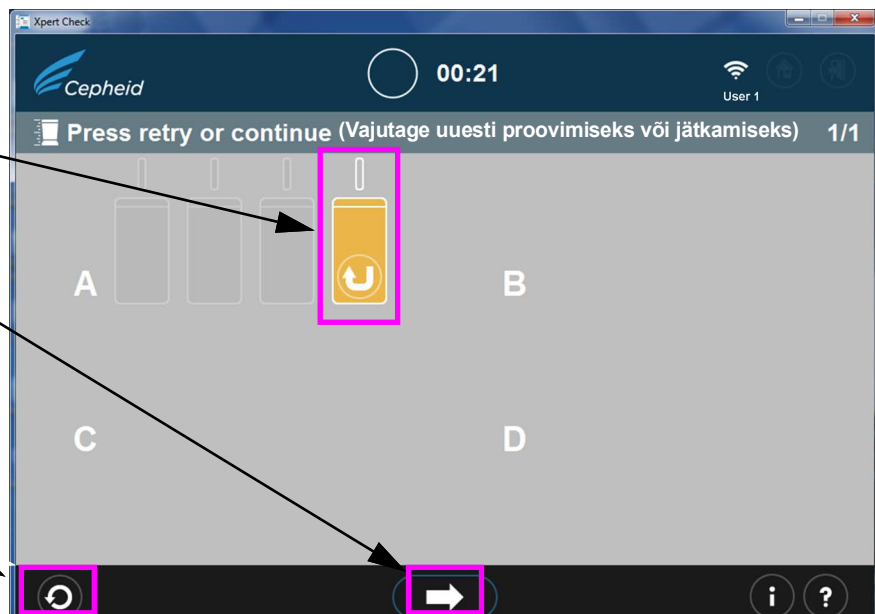 Xpert Check
Cepheid
00:21
User 1
Press retry or continue (Vajutage uuesti proovimiseks või jätkamiseks) 1/1
A
B
C
D
i
?